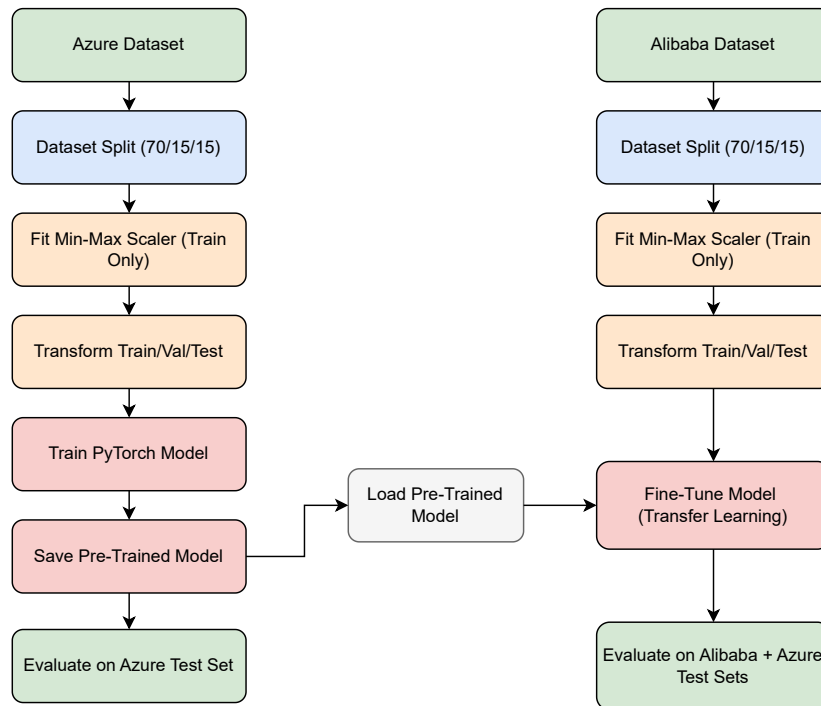 Azure Dataset
Dataset Split (70/15/15)
Fit Min-Max Scaler (Train
Only)
Transform Train/Val/Test
Train PyTorch Model
Save Pre-Trained Model
Evaluate on Azure Test Set
Load Pre-Trained
Model
Alibaba Dataset
Dataset Split (70/15/15)
Fit Min-Max Scaler (Train
Only)
Transform Train/Val/Test
Fine-Tune Model
(Transfer Learning)
Evaluate on Alibaba + Azure
Test Sets